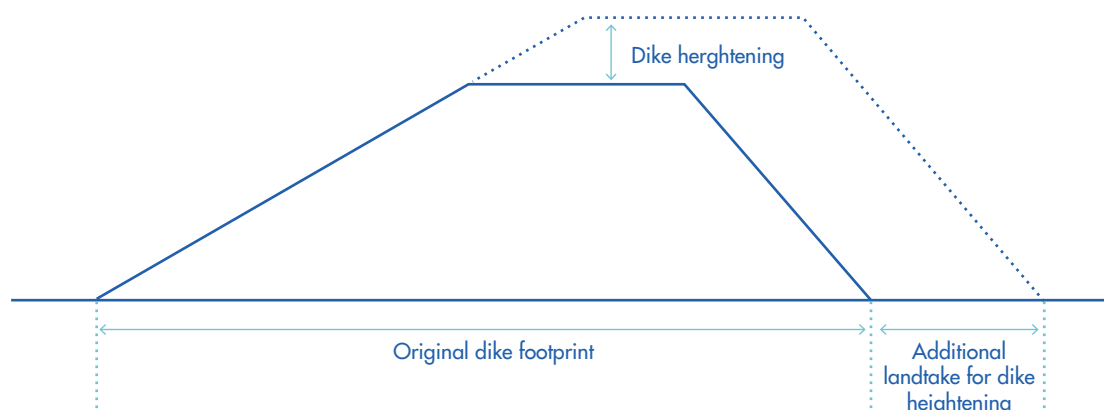 Dike herghtening
Original dike footprint
Additional
landtake for dike
heightening